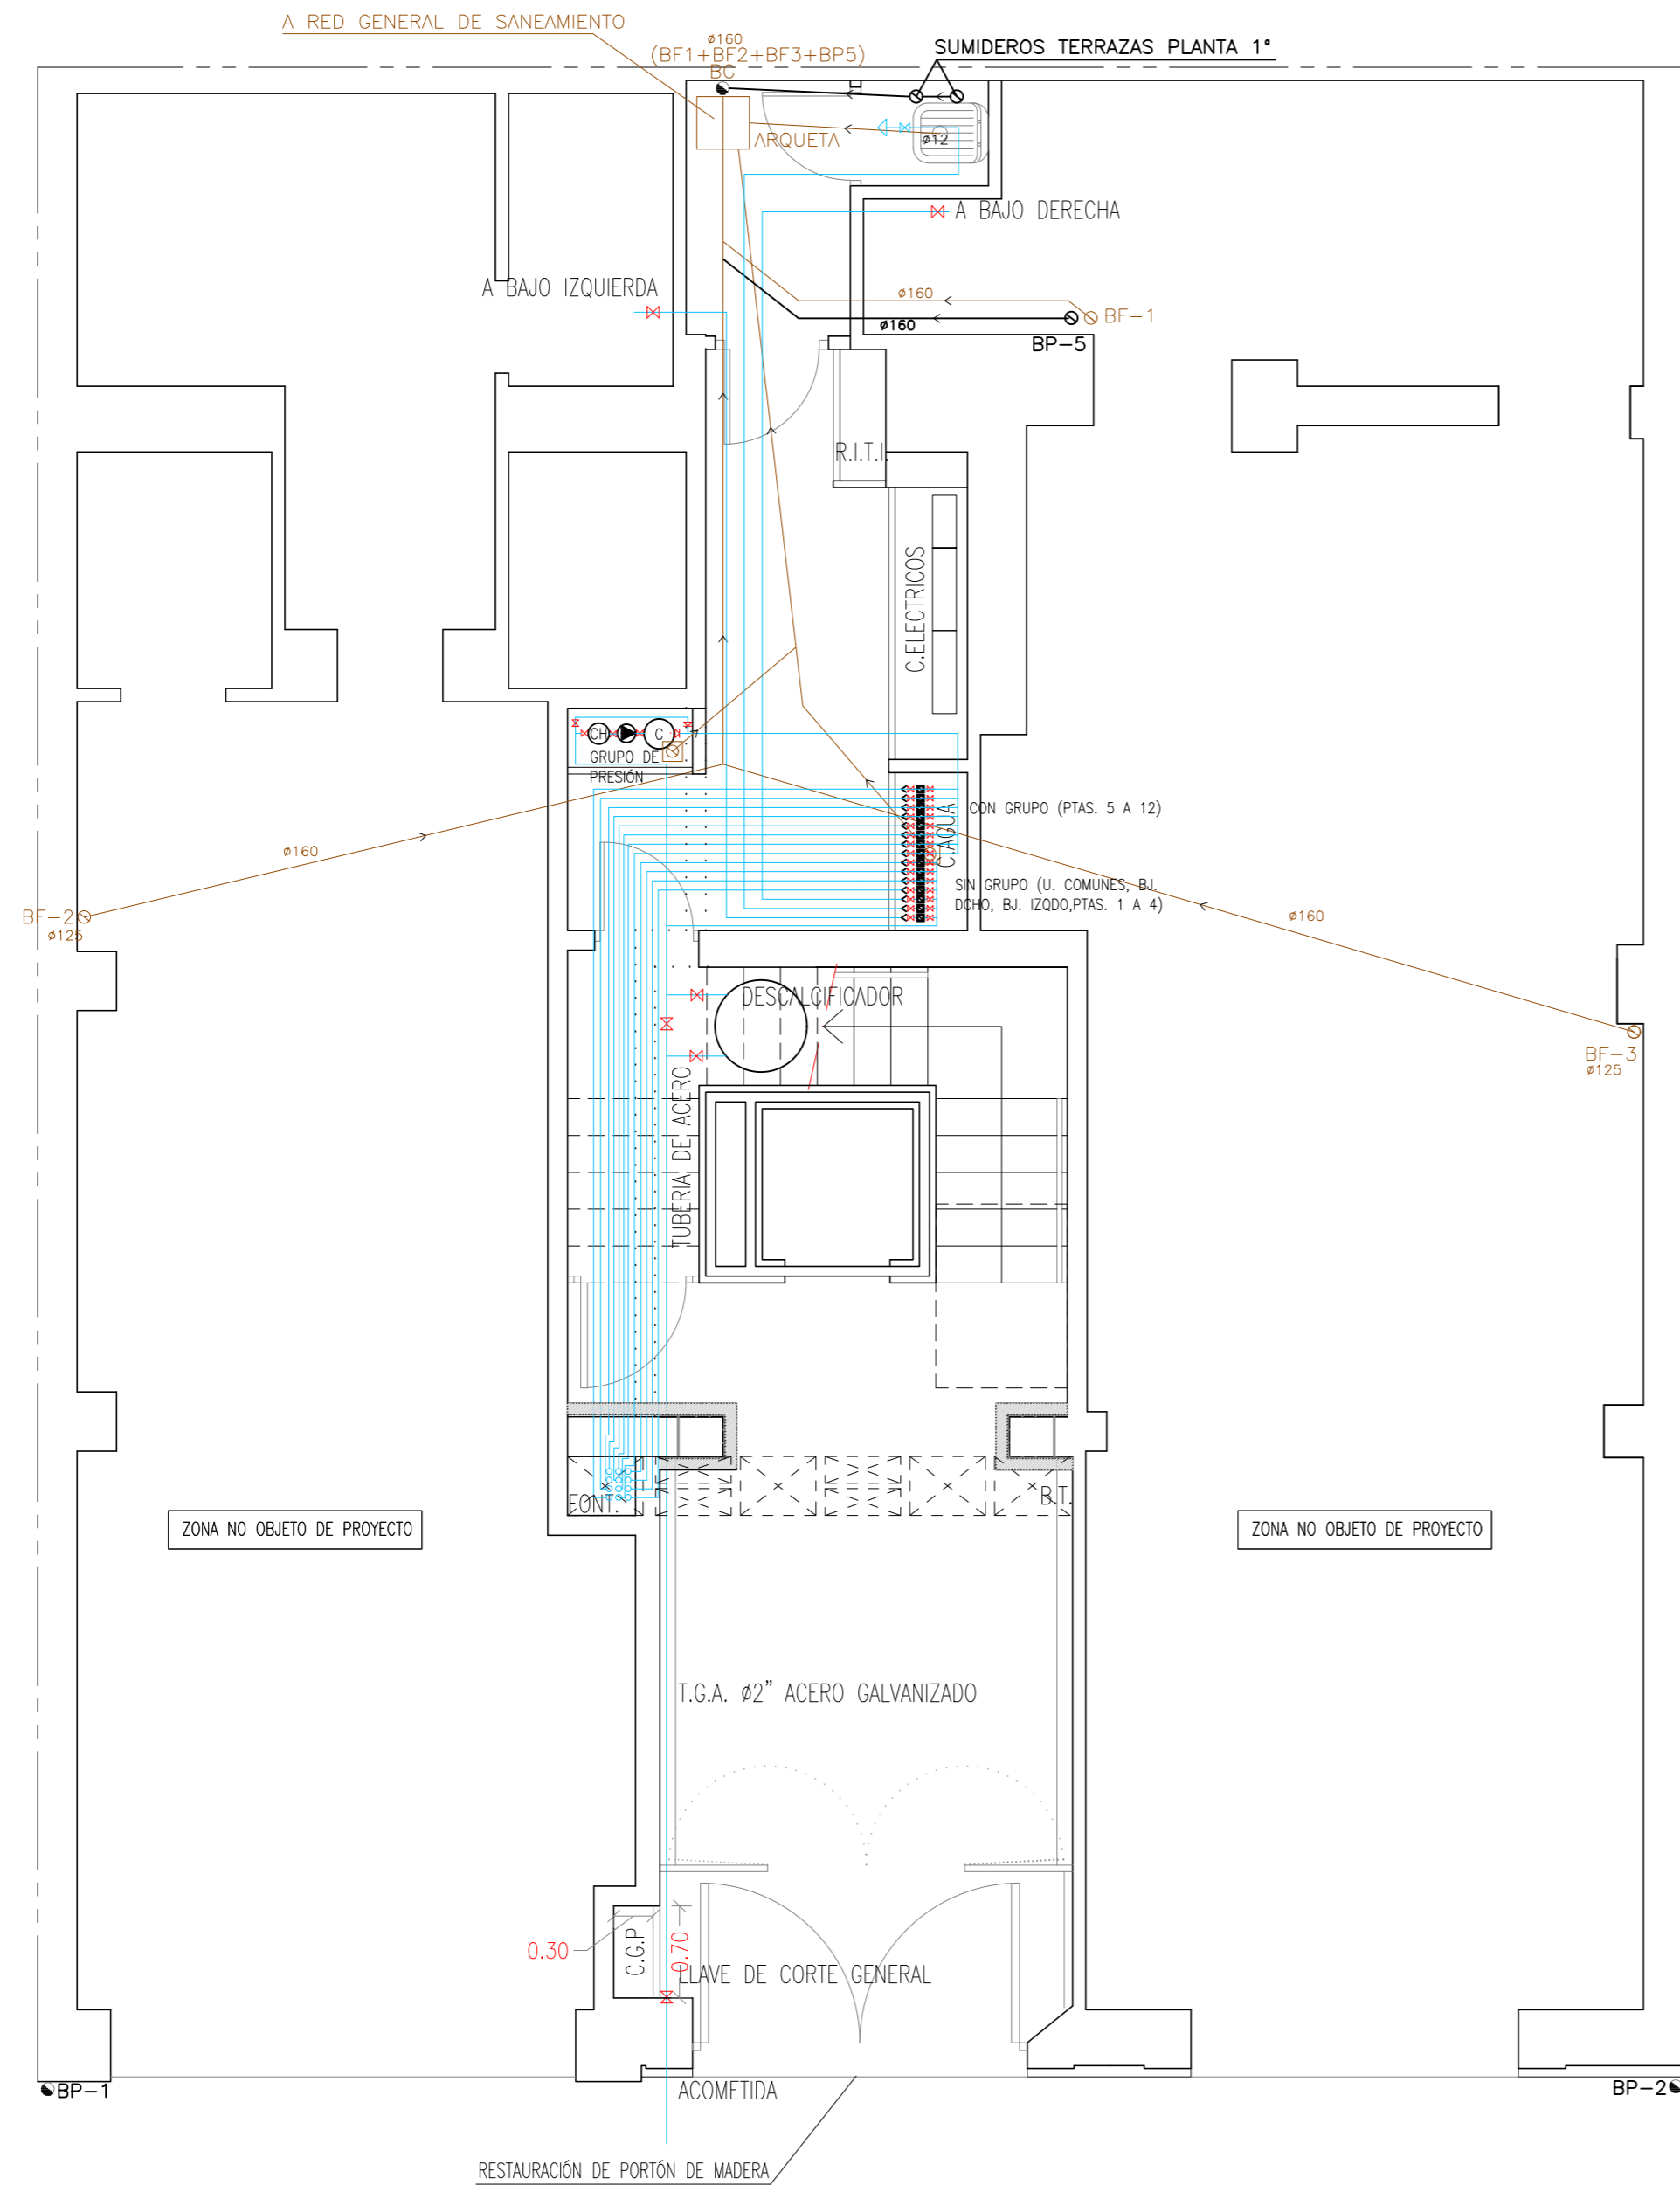 A RED GENERAL DE SANEAMIENTO
ø160
(BF1+BF2+BF3+BP5)
BG
SUMIDEROS TERRAZAS PLANTA 1ª
ARQUETA
ø12
A BAJO DERECHA
A BAJO IZQUIERDA
ø160
BF-1
ø160
BP-5
R.I.T.I.
C.ELECTRICOS
CH
C
GRUPO DE
PRESIÓN
C.AGUA
CON GRUPO (PTAS. 5 A 12)
ø160
SIN GRUPO (U. COMUNES, BJ.
DCHO, BJ. IZQDO,PTAS. 1 A 4)
BF-2
ø125
ø160
DESCALCIFICADOR
BF-3
ø125
TUBERIA DE ACERO
FONT.
B.T.
ZONA NO OBJETO DE PROYECTO
ZONA NO OBJETO DE PROYECTO
T.G.A. ø2" ACERO GALVANIZADO
0.30
C.G.P
0.70
LLAVE DE CORTE GENERAL
BP-1
ACOMETIDA
BP-2
RESTAURACIÓN DE PORTÓN DE MADERA